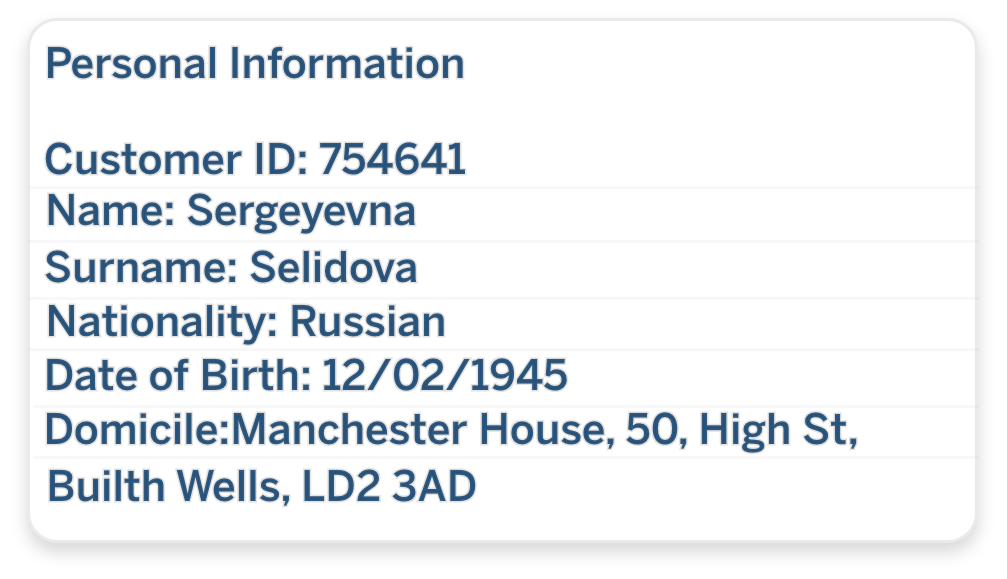 Personal Information
Customer ID: 754641
Name: Sergeyevna
Surname: Selidova
Nationality: Russian
Date of Birth: 12/02/1945
Domicile:Manchester House, 50, High St,
Builth Wells, LD2 3AD